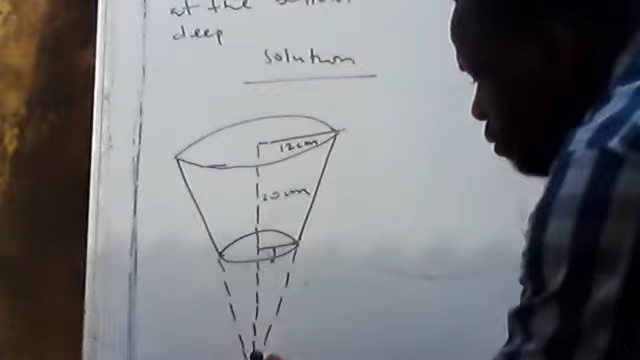 at the bottom
deep
Solution
12cm
20cm